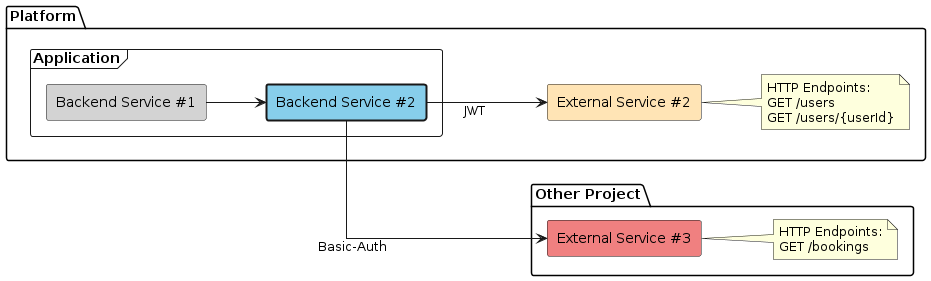 Platform
Application
Backend Service #1
Backend Service #2
JWT
External Service #2
HTTP Endpoints:
GET /users
GET /users/{userId}
Basic-Auth
Other Project
External Service #3
HTTP Endpoints:
GET /bookings